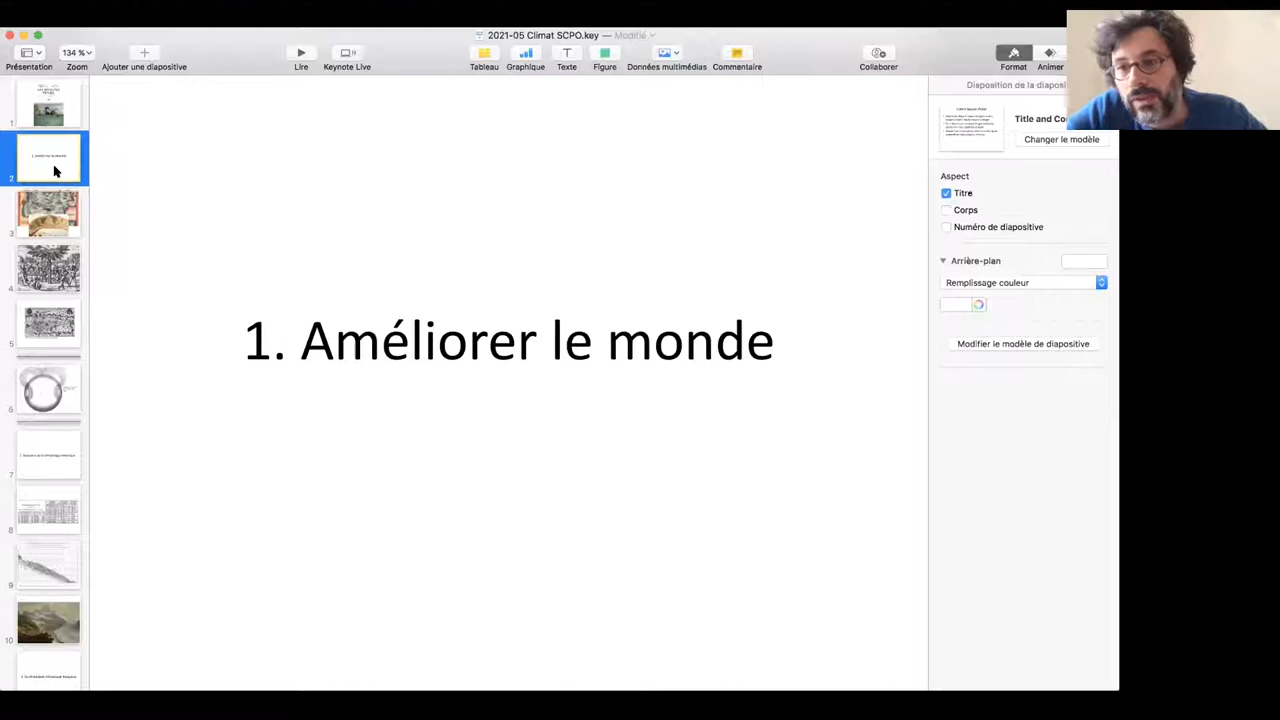 2021-05 Climat SCPO.key — Modifié
134 %
Présentation
Zoom
Ajouter une diapositive
Lire
Keynote Live
Tableau
Graphique
Texte
Figure
Données multimédias
Commentaire
Collaborer
Format
Animer
1
2
3
4
5
6
7
8
9
10
1. Améliorer le monde
Disposition de la diaposi
Title and Co
Changer le modèle
Aspect
Titre
Corps
Numéro de diapositive
Arrière-plan
Remplissage couleur
Modifier le modèle de diapositive